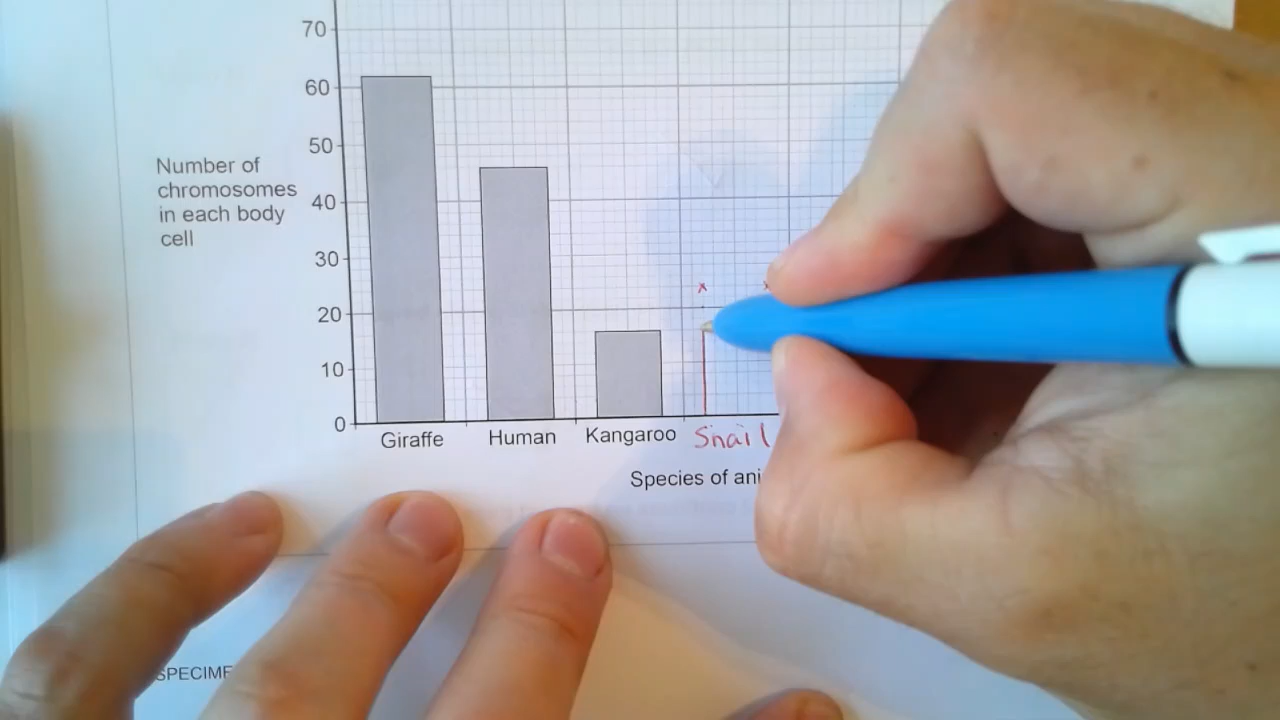 70
60
50
40
30
20
10
0
Number of
chromosomes
in each body
cell
Giraffe Human Kangaroo Snail
Species of ani
SPECIME